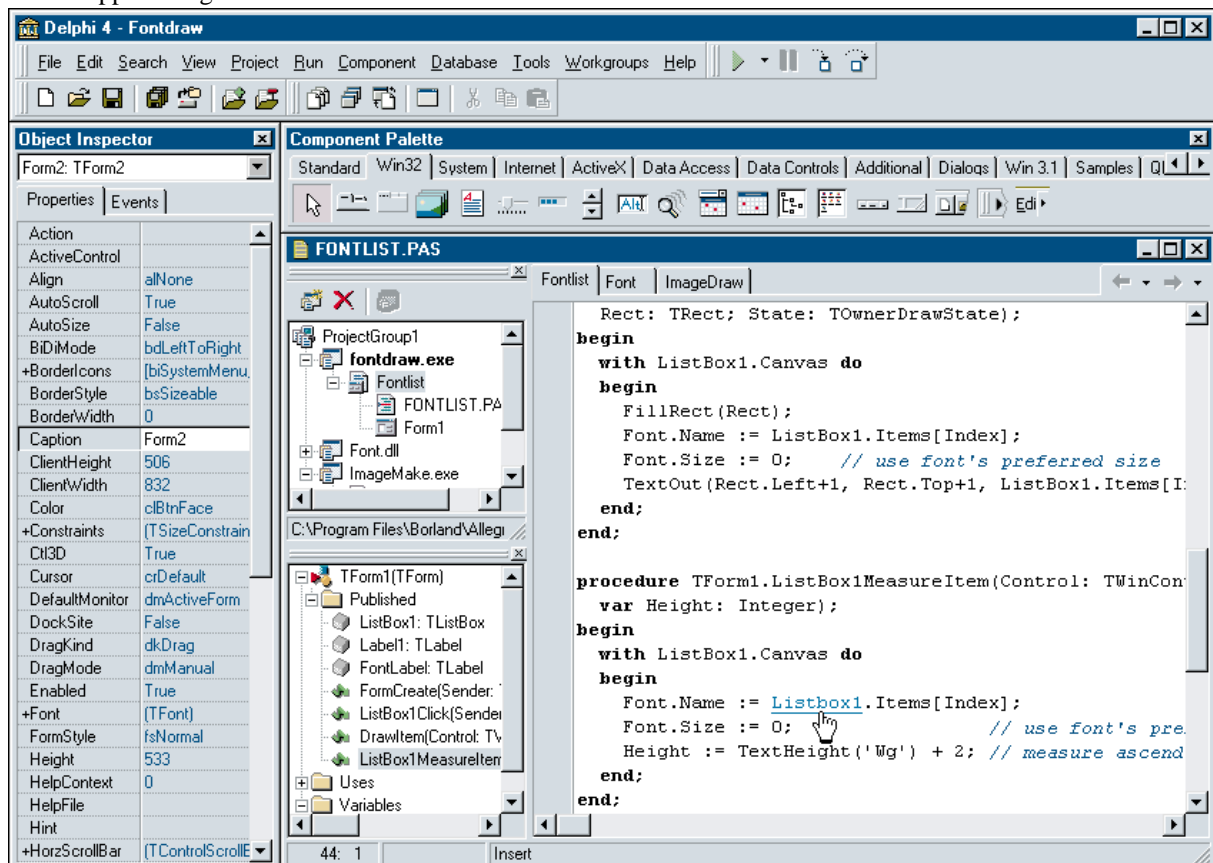 Delphi 4 - Fontdraw
File Edit Search View Project Run Component Database Tools Workgroups Help
Object Inspector
Form2: TForm2
Properties Events
Action
ActiveControl
Align alNone
AutoScroll True
AutoSize False
BiDiMode bdLeftToRight
+BorderIcons [biSystemMenu,
BorderStyle bsSizeable
BorderWidth 0
Caption Form2
ClientHeight 506
ClientWidth 832
Color clBtnFace
+Constraints (TSizeConstrain
Ctl3D True
Cursor crDefault
DefaultMonitor dmActiveForm
DockSite False
DragKind dkDrag
DragMode dmManual
Enabled True
+Font (TFont)
FormStyle fsNormal
Height 533
HelpContext 0
HelpFile
Hint
+HorzScrollBar (TControlScrollB
Component Palette
Standard Win32 System Internet ActiveX Data Access Data Controls Additional Dialogs Win 3.1 Samples
AbI Edi
FONTLIST.PAS
ProjectGroup1
fontdraw.exe
Fontlist
FONTLIST.PA
Form1
Font.dll
ImageMake.exe
C:\Program Files\Borland\Alleg
TForm1(TForm)
Published
ListBox1: TListBox
Label1: TLabel
FontLabel: TLabel
FormCreate(Sender:
ListBox1Click(Sender
DrawItem(Control: TW
ListBox1MeasureItem
Uses
Variables
Fontlist Font ImageDraw
Rect: TRect; State: TOwnerDrawState);
begin
with ListBox1.Canvas do
begin
FillRect(Rect);
Font.Name := ListBox1.Items[Index];
Font.Size := 0; // use font's preferred size
TextOut(Rect.Left+1, Rect.Top+1, ListBox1.Items[I
end;
end;
procedure TForm1.ListBox1MeasureItem(Control: TWinCon
var Height: Integer);
begin
with ListBox1.Canvas do
begin
Font.Name := Listbox1.Items[Index];
Font.Size := 0; // use font's pre
Height := TextHeight('Wg') + 2; // measure ascend
end;
end;
44: 1 Insert